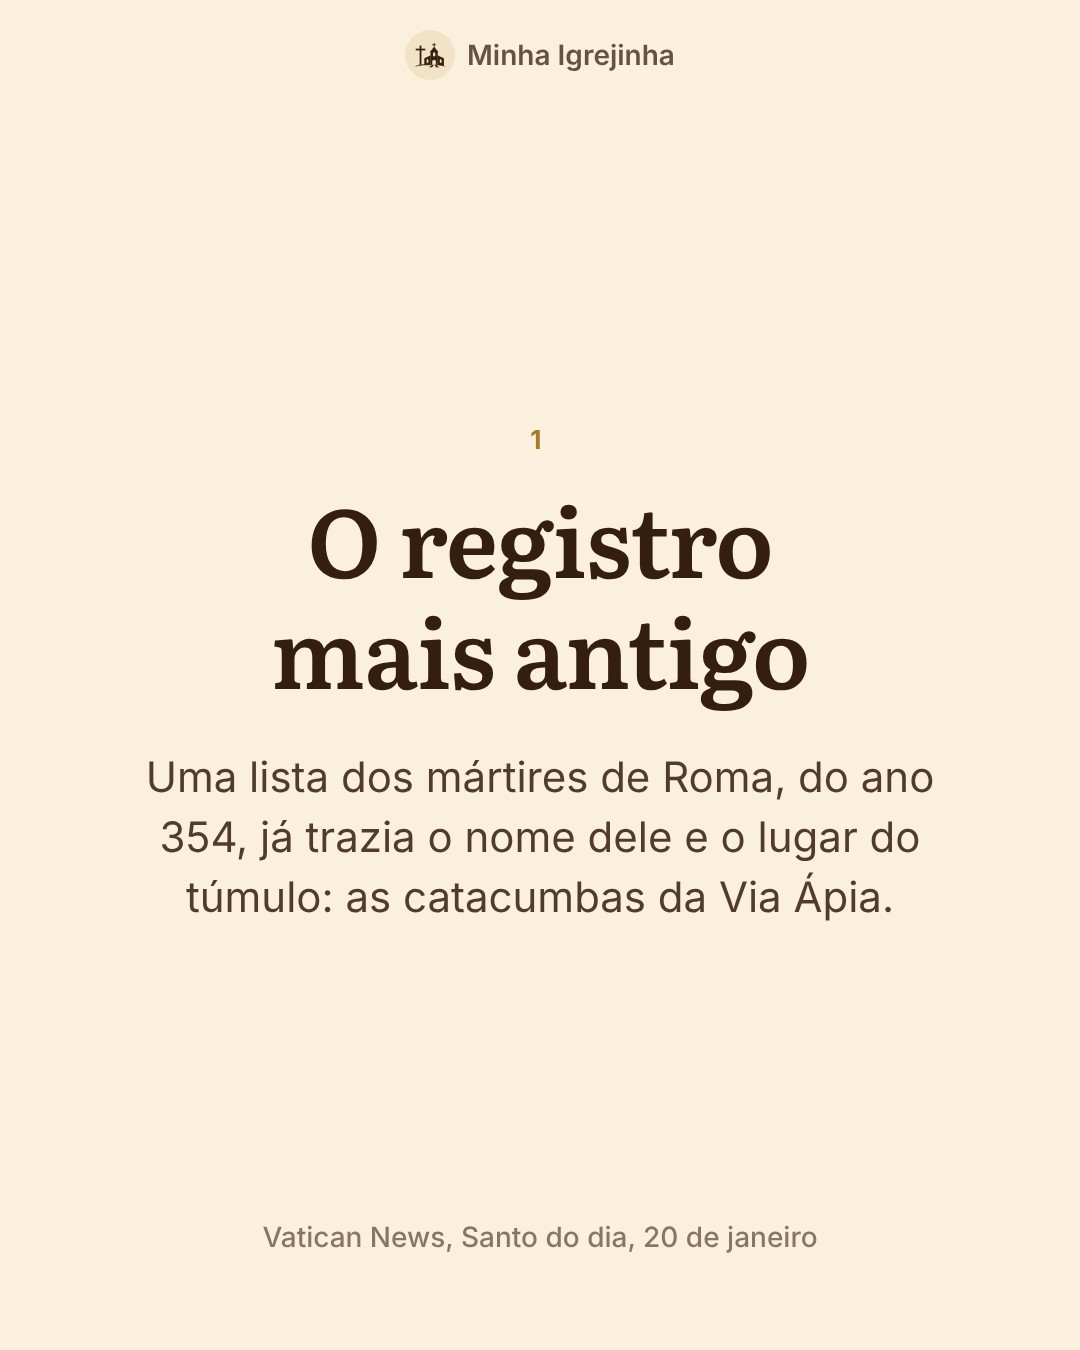 Minha Igrejinha
1
O registro
mais antigo
Uma lista dos mártires de Roma, do ano
354, já trazia o nome dele e o lugar do
túmulo: as catacumbas da Via Ápia.
Vatican News, Santo do dia, 20 de janeiro